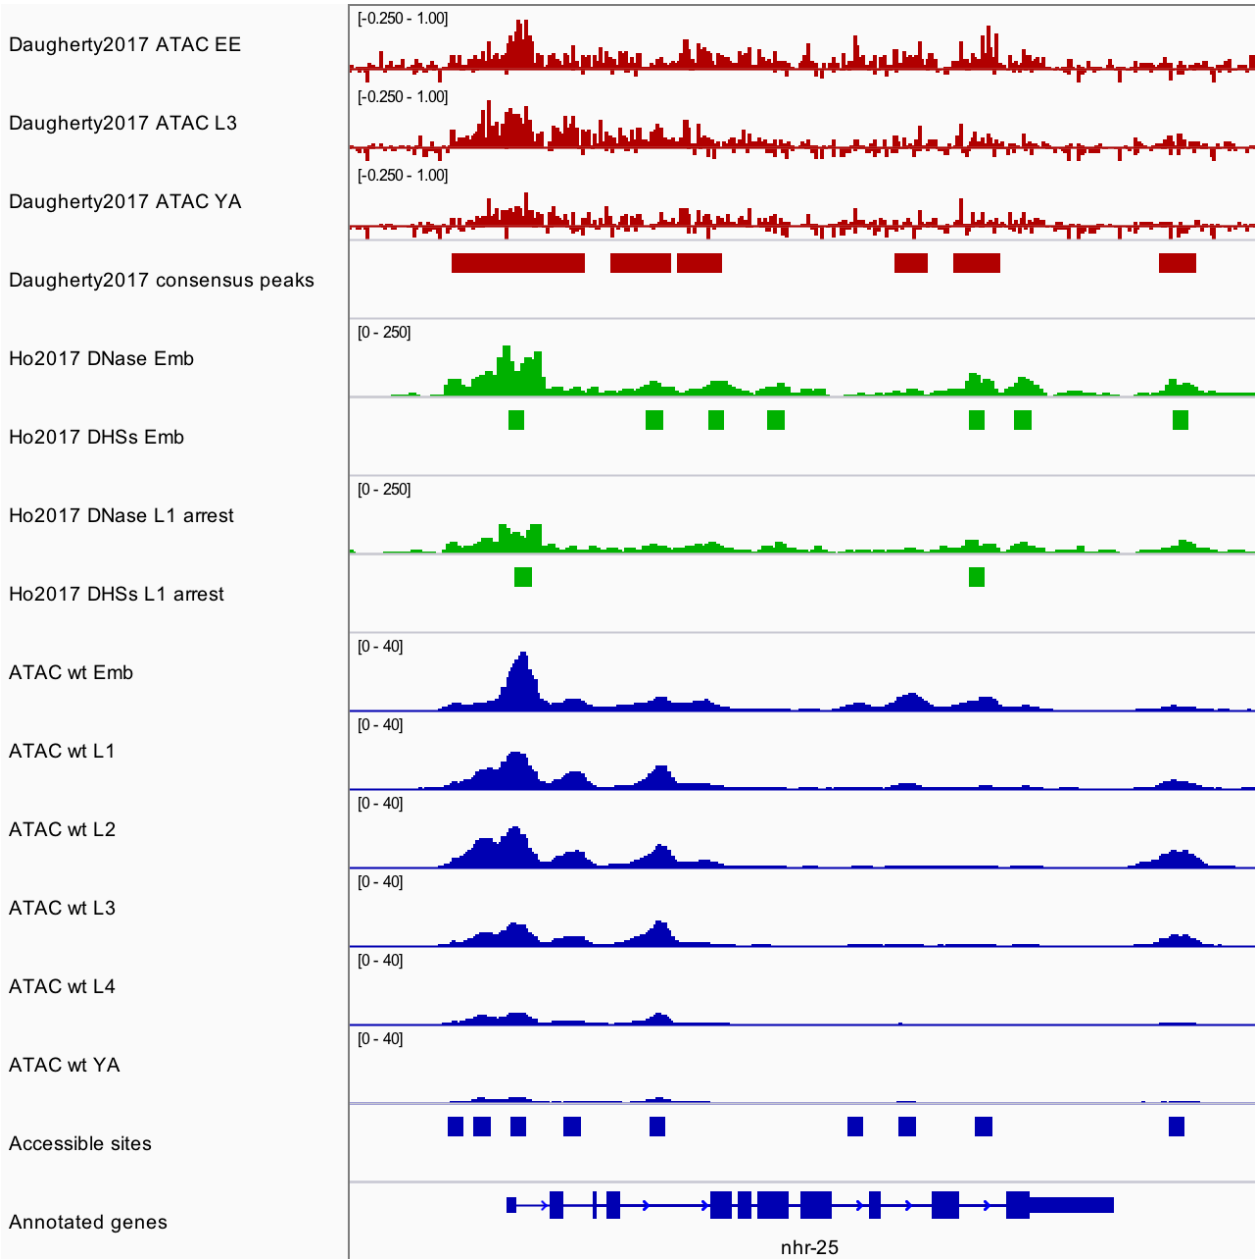 [-0.250 - 1.00]
Daugherty2017 ATAC EE
[-0.250 - 1.00]
Daugherty2017 ATAC L3
[-0.250 - 1.00]
Daugherty2017 ATAC YA
Daugherty2017 consensus peaks
[0 - 250]
Ho2017 DNase Emb
Ho2017 DHSs Emb
[0 - 250]
Ho2017 DNase L1 arrest
Ho2017 DHSs L1 arrest
[0 - 40]
ATAC wt Emb
[0 - 40]
ATAC wt L1
[0 - 40]
ATAC wt L2
[0 - 40]
ATAC wt L3
[0 - 40]
ATAC wt L4
[0 - 40]
ATAC wt YA
Accessible sites
Annotated genes
nhr-25